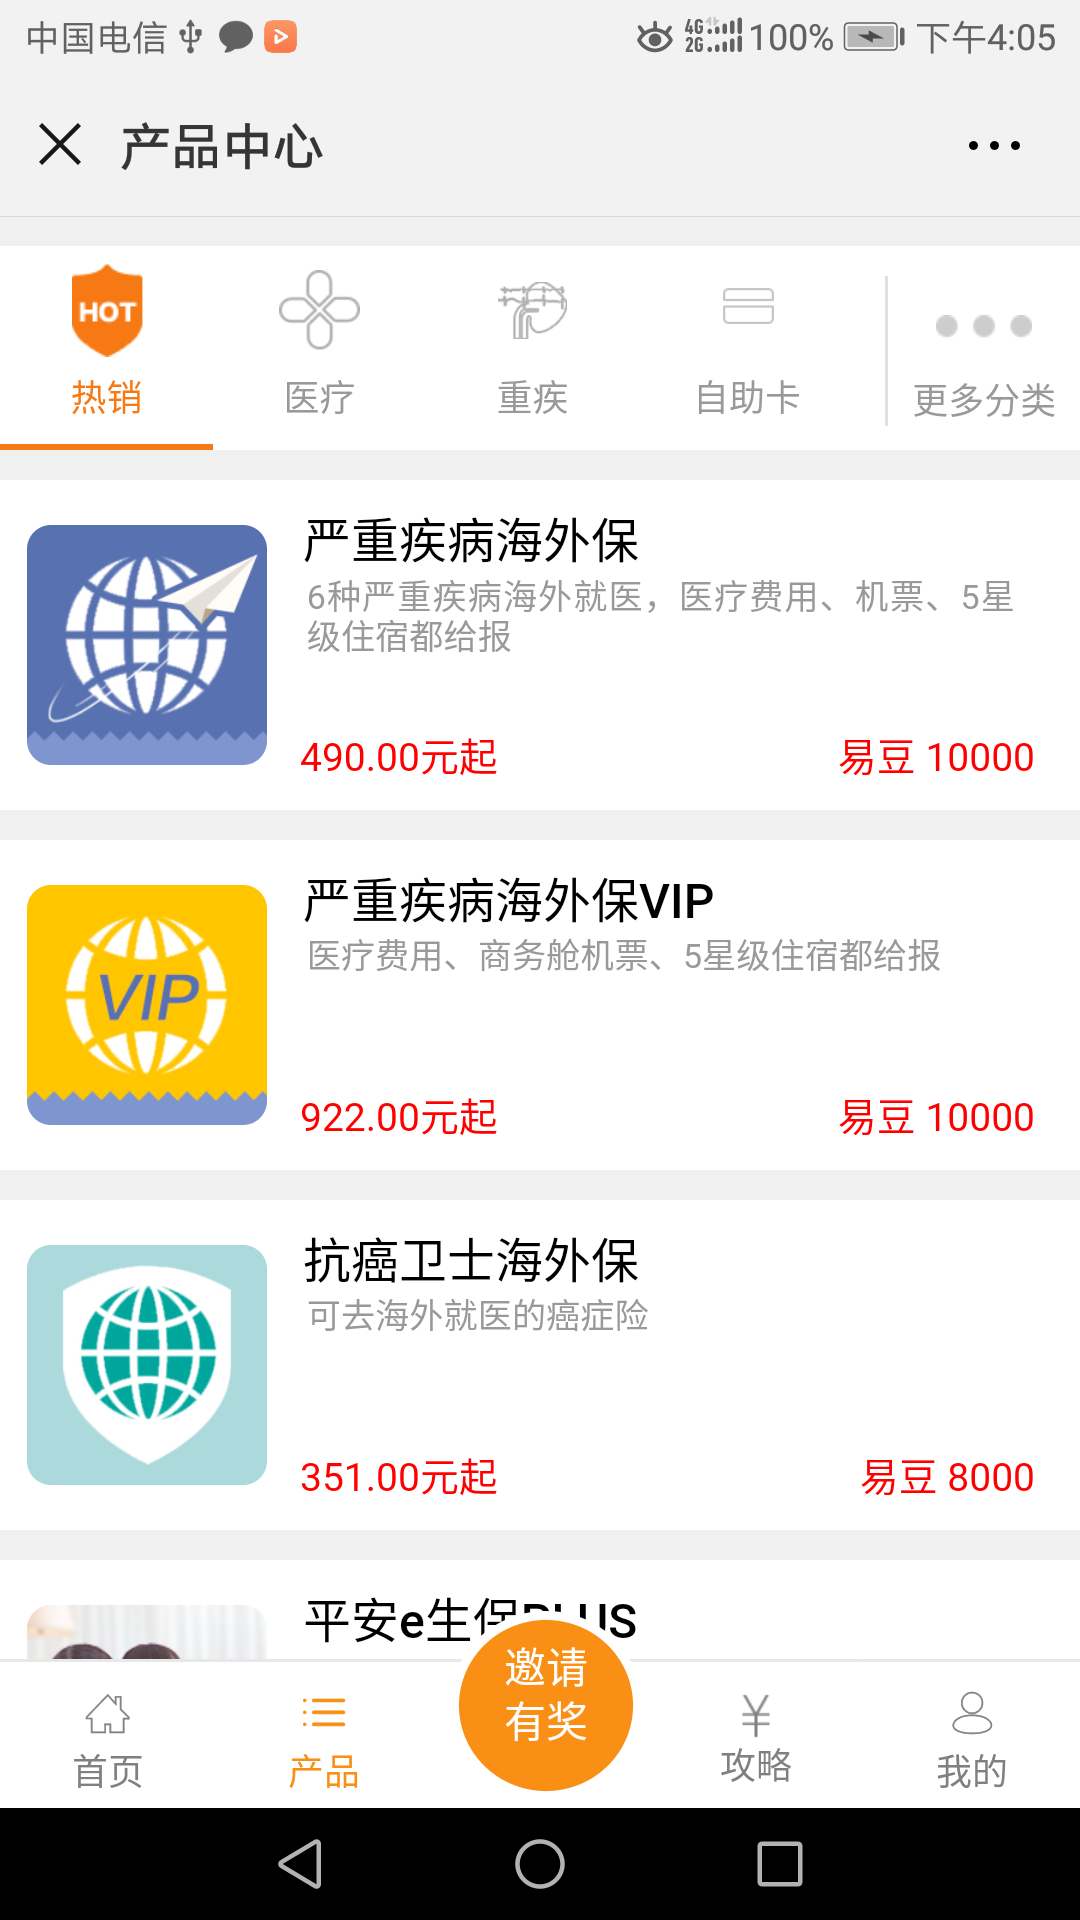 中国电信 4G 2G 100% 下午4:05
产品中心
HOT
热销 医疗 重疾 自助卡 更多分类
严重疾病海外保
6种严重疾病海外就医，医疗费用、机票、5星
级住宿都给报
490.00元起 易豆 10000
严重疾病海外保VIP
医疗费用、商务舱机票、5星级住宿都给报
VIP
922.00元起 易豆 10000
抗癌卫士海外保
可去海外就医的癌症险
351.00元起 易豆 8000
平安e生保PLUS
邀请
有奖
首页 产品 攻略 我的